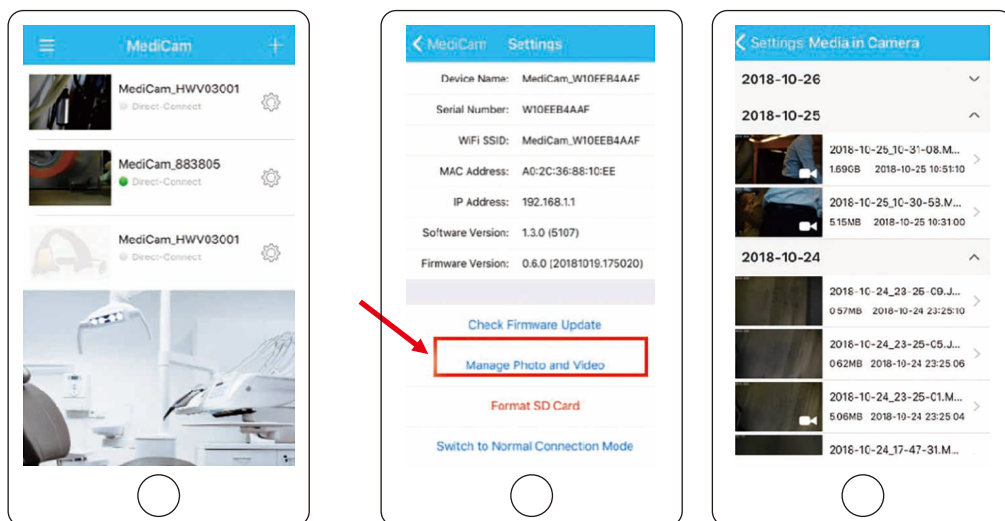 MediCam
MediCam_HWV03001
Direct-Connect
MediCam_883805
Direct-Connect
MediCam_HWV03001
Direct-Connect
MediCam Settings
Device Name: MediCam_W10EEB4AAF
Serial Number: W10EEB4AAF
WiFi SSID: MediCam_W10EEB4AAF
MAC Address: A0:2C:36:88:10:EE
IP Address: 192.168.1.1
Software Version: 1.3.0 (5107)
Firmware Version: 0.6.0 (20181019.175020)
Check Firmware Update
Manage Photo and Video
Format SD Card
Switch to Normal Connection Mode
Settings Media in Camera
2018-10-26
2018-10-25
2018-10-25_10-31-08.M...
1.69GB 2018-10-25 10:51:10
2018-10-25_10-30-58.M...
5.15MB 2018-10-25 10:31:00
2018-10-24
2018-10-24_23-25-09.J...
0.57MB 2018-10-24 23:25:10
2018-10-24_23-25-05.J...
0.62MB 2018-10-24 23:25:06
2018-10-24_23-25-01.M...
5.06MB 2018-10-24 23:25:04
2018-10-24_17-47-31.M...